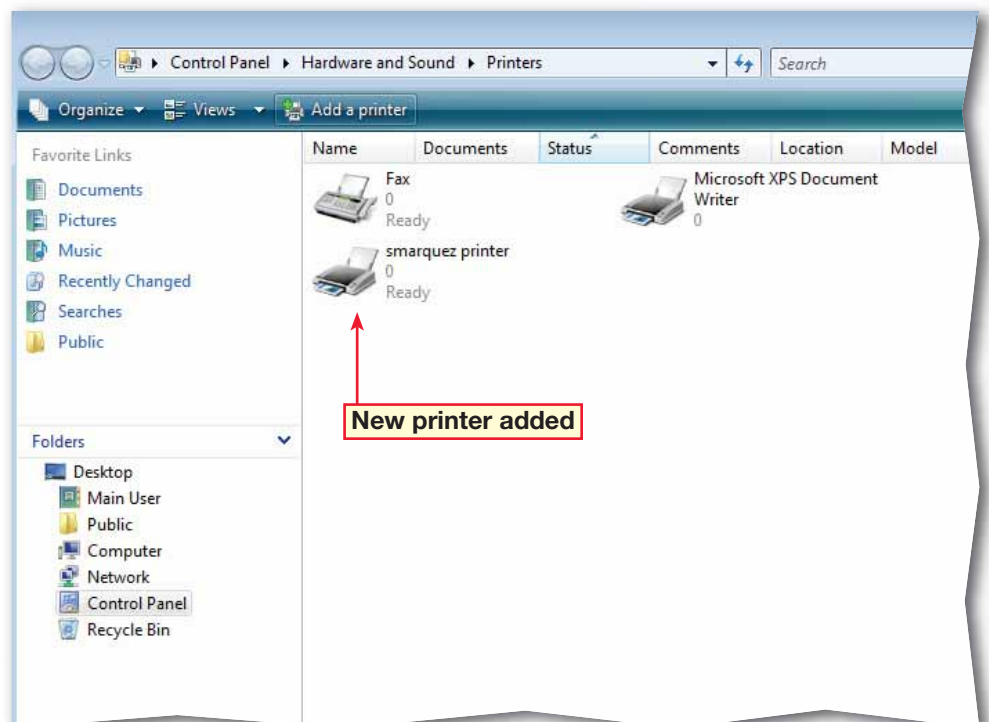 Control Panel Hardware and Sound Printers Search
Organize Views Add a printer
Favorite Links
Documents
Pictures
Music
Recently Changed
Searches
Public
Folders
Desktop
Main User
Public
Computer
Network
Control Panel
Recycle Bin
Name Documents Status Comments Location Model
Fax
0
Ready
Microsoft XPS Document
Writer
0
smarquez printer
0
Ready
New printer added